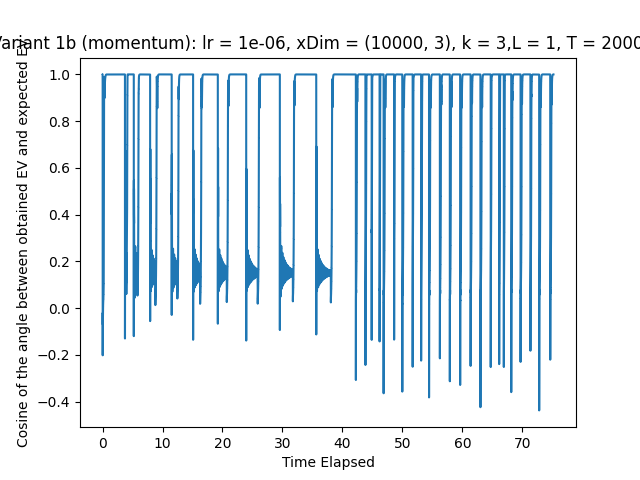 Variant 1b (momentum): lr = 1e-06, xDim = (10000, 3), k = 3,L = 1, T = 2000
Cosine of the angle between obtained EV and expected EV
1.0
0.8
0.6
0.4
0.2
0.0
−0.2
−0.4
0 10 20 30 40 50 60 70
Time Elapsed